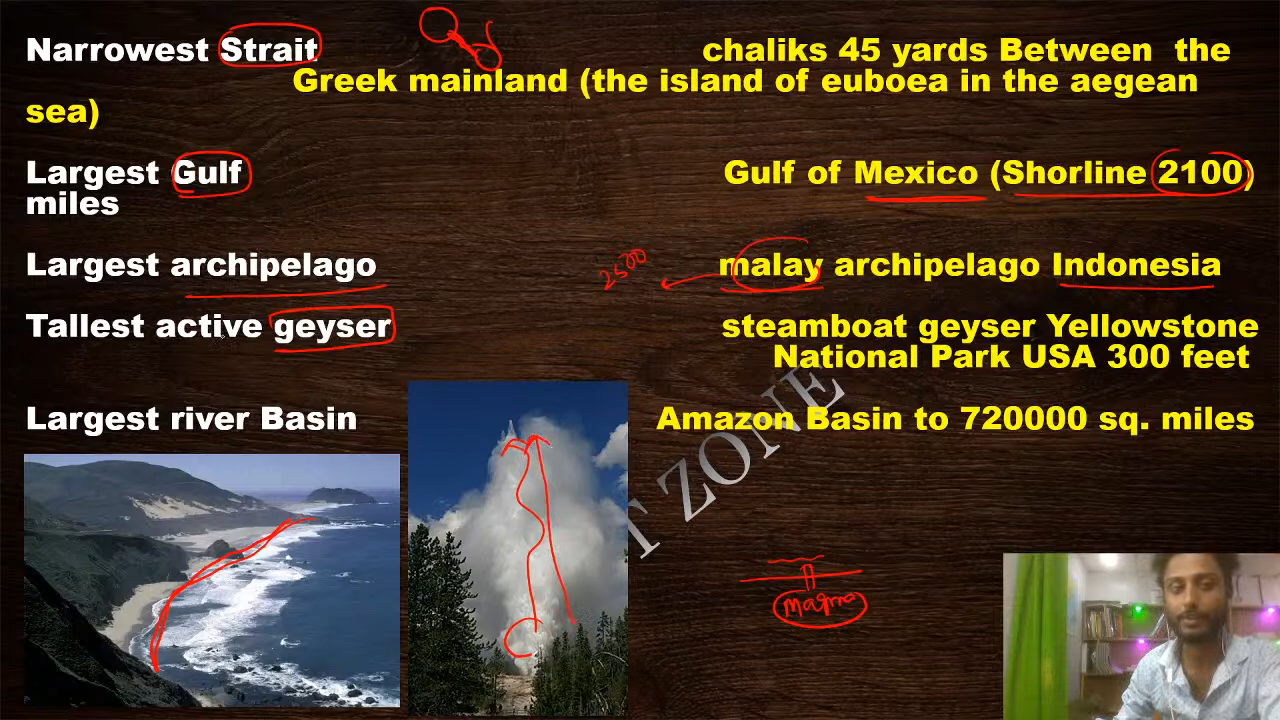 Narrowest Strait chaliks 45 yards Between the
Greek mainland (the island of euboea in the aegean
sea)
Largest Gulf Gulf of Mexico (Shorline 2100)
miles
Largest archipelago malay archipelago Indonesia
2500
Tallest active geyser steamboat geyser Yellowstone
National Park USA 300 feet
Largest river Basin Amazon Basin to 720000 sq. miles
T ZONE
Magma